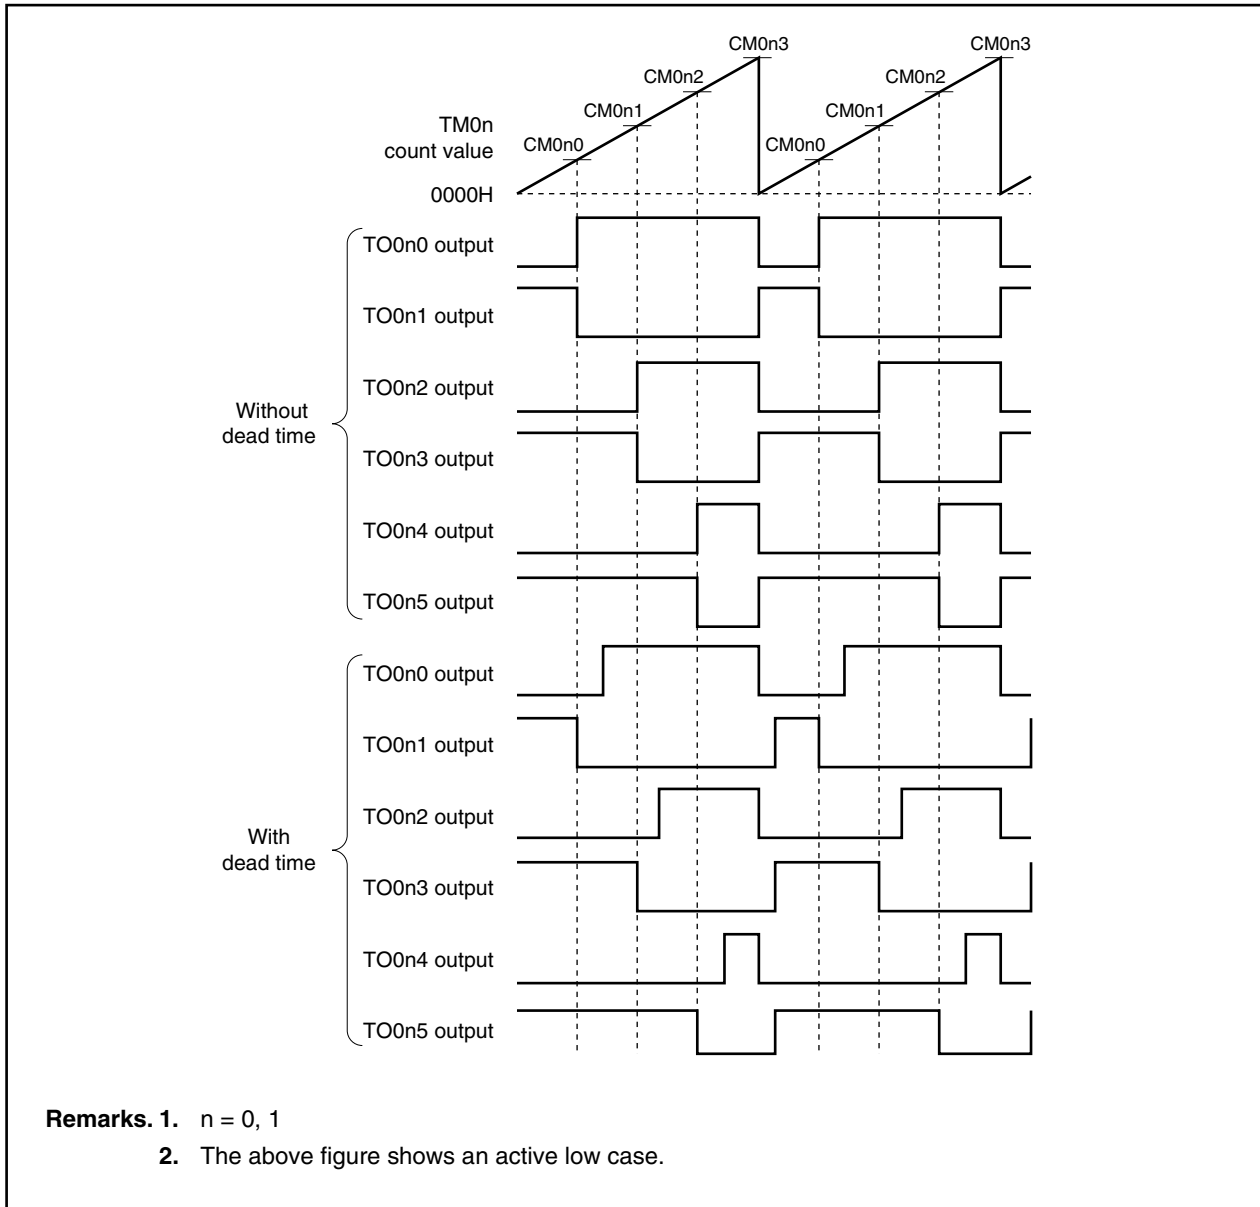 CM0n3 CM0n3
CM0n2 CM0n2
CM0n1 CM0n1
TM0n
count value
CM0n0 CM0n0
0000H
Without
dead time
TO0n0 output
TO0n1 output
TO0n2 output
TO0n3 output
TO0n4 output
TO0n5 output
With
dead time
TO0n0 output
TO0n1 output
TO0n2 output
TO0n3 output
TO0n4 output
TO0n5 output
Remarks. 1. n = 0, 1
2. The above figure shows an active low case.